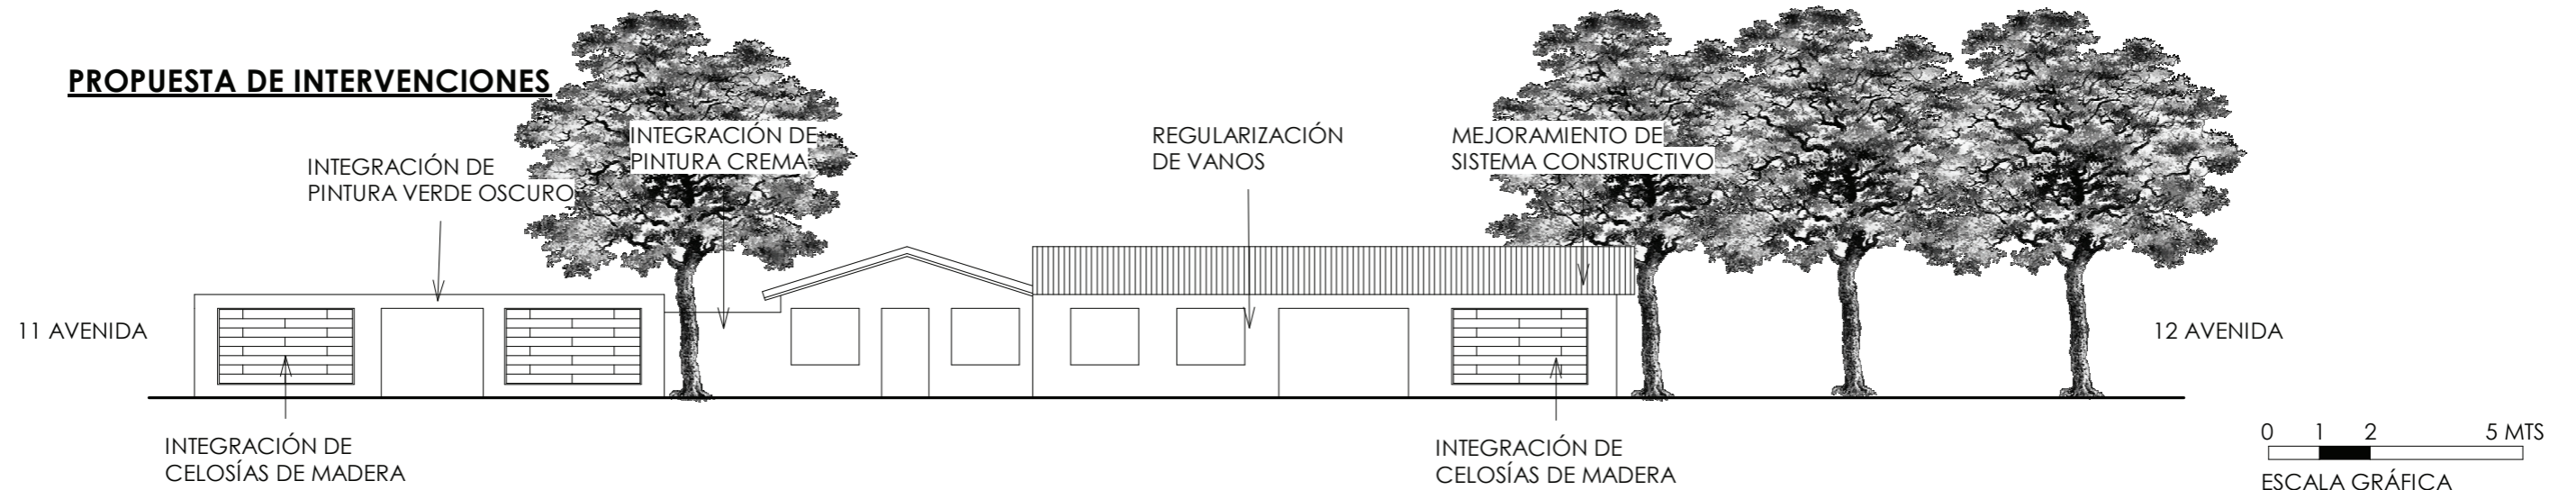 PROPUESTA DE INTERVENCIONES
INTEGRACIÓN DE
PINTURA VERDE OSCURO
INTEGRACIÓN DE
PINTURA CREMA
REGULARIZACIÓN
DE VANOS
MEJORAMIENTO DE
SISTEMA CONSTRUCTIVO
11 AVENIDA
12 AVENIDA
INTEGRACIÓN DE
CELOSÍAS DE MADERA
INTEGRACIÓN DE
CELOSÍAS DE MADERA
0 1 2 5 MTS
ESCALA GRÁFICA